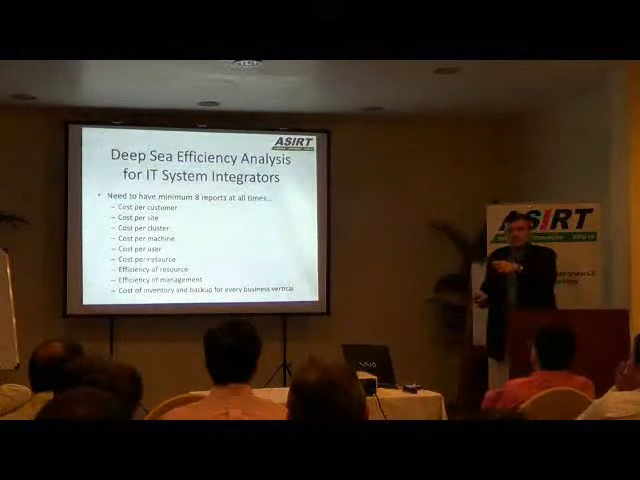 ASIRT
Deep Sea Efficiency Analysis
for IT System Integrators
• Need to have minimum 8 reports at all times...
– Cost per customer
– Cost per site
– Cost per cluster
– Cost per machine
– Cost per user
– Cost per resource
– Efficiency of resource
– Efficiency of management
– Cost of inventory and backup for every business vertical
ASIRT
VAIO